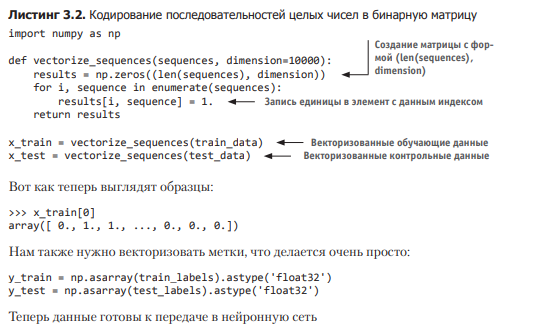 Листинг 3.2. Кодирование последовательностей целых чисел в бинарную матрицу
import numpy as np
def vectorize_sequences(sequences, dimension=10000):
    results = np.zeros((len(sequences), dimension))
Создание матрицы с фор-
мой (len(sequences),
dimension)
    for i, sequence in enumerate(sequences):
        results[i, sequence] = 1.
Запись единицы в элемент с данным индексом
    return results
x_train = vectorize_sequences(train_data)
Векторизованные обучающие данные
x_test = vectorize_sequences(test_data)
Векторизованные контрольные данные
Вот как теперь выглядят образцы:
>>> x_train[0]
array([ 0., 1., 1., ..., 0., 0., 0.])
Нам также нужно векторизовать метки, что делается очень просто:
y_train = np.asarray(train_labels).astype('float32')
y_test = np.asarray(test_labels).astype('float32')
Теперь данные готовы к передаче в нейронную сеть